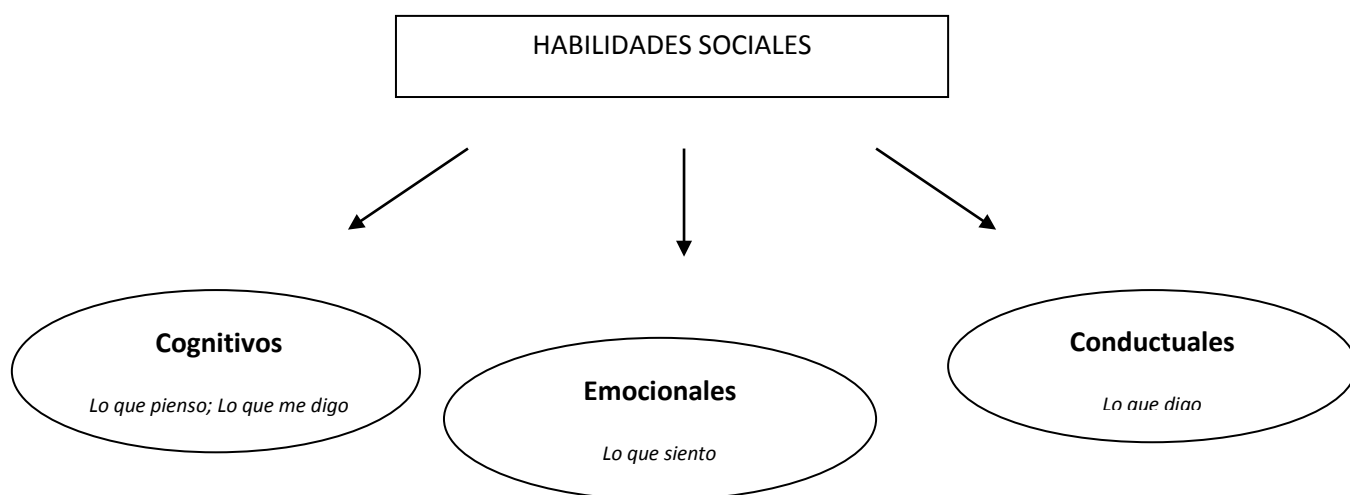 HABILIDADES SOCIALES
Cognitivos
Lo que pienso; Lo que me digo
Emocionales
Lo que siento
Conductuales
Lo que digo